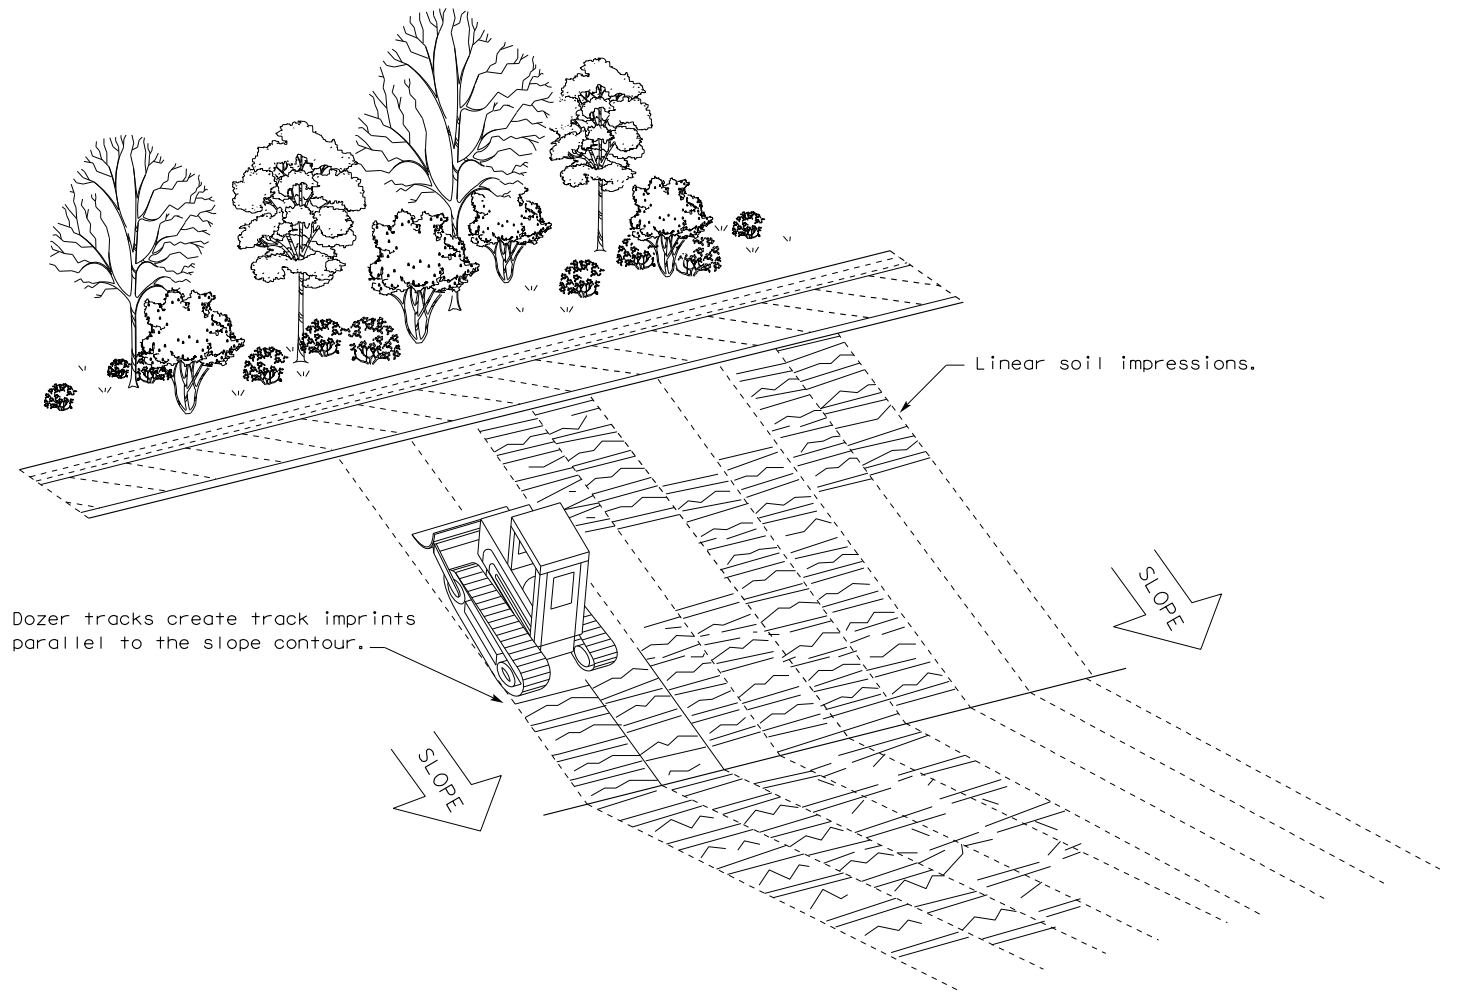 Linear soil impressions.
SLOPE
Dozer tracks create track imprints
parallel to the slope contour.
SLOPE